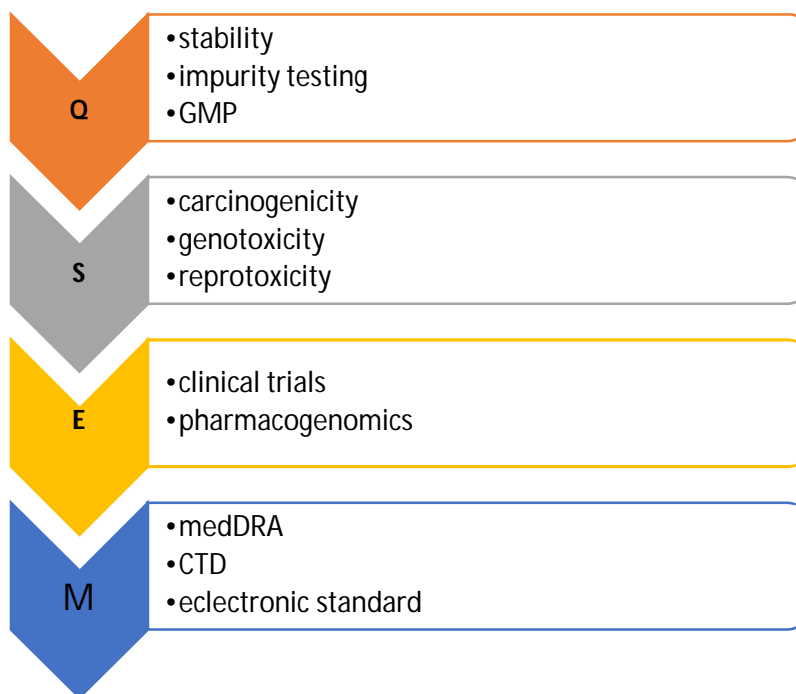 Q
•stability
•impurity testing
•GMP
S
•carcinogenicity
•genotoxicity
•reprotoxicity
E
•clinical trials
•pharmacogenomics
M
•medDRA
•CTD
•eclectronic standard